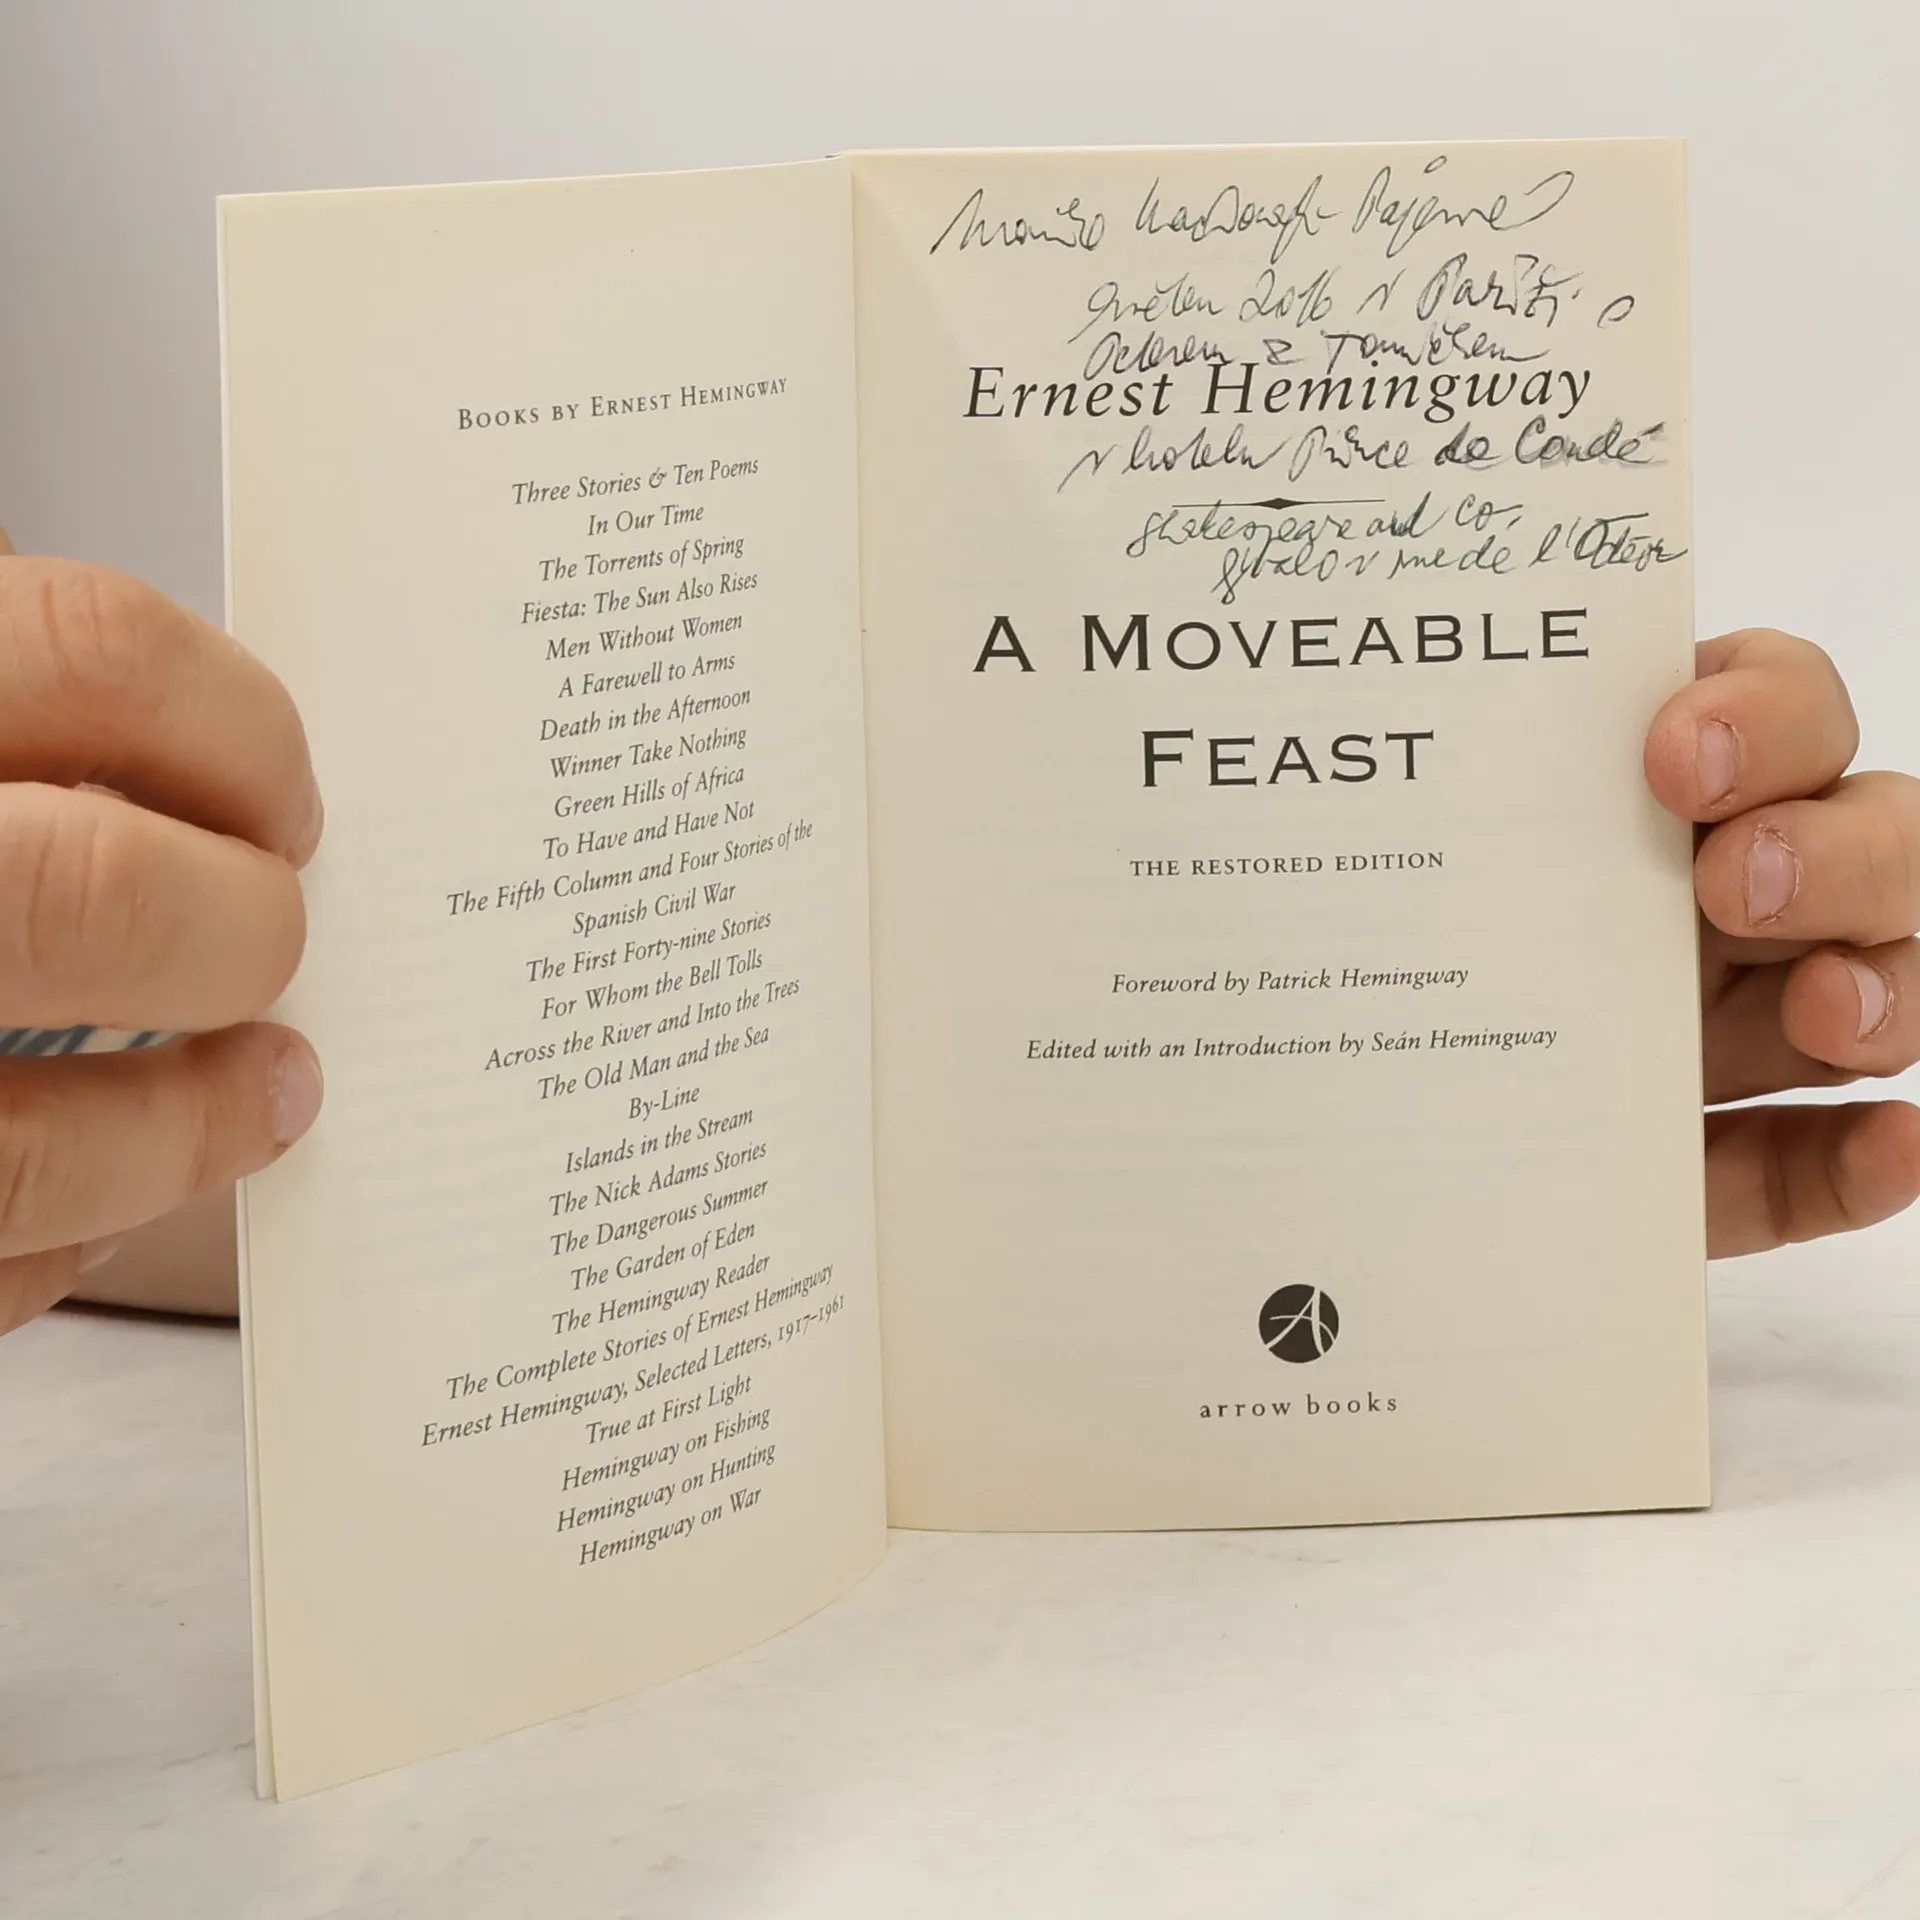 BOOKS BY ERNEST HEMINGWAY
Three Stories & Ten Poems
In Our Time
The Torrents of Spring
Fiesta: The Sun Also Rises
Men Without Women
A Farewell to Arms
Death in the Afternoon
Winner Take Nothing
Green Hills of Africa
To Have and Have Not
The Fifth Column and Four Stories of the
Spanish Civil War
The First Forty-nine Stories
For Whom the Bell Tolls
Across the River and Into the Trees
The Old Man and the Sea
By-Line
Islands in the Stream
The Nick Adams Stories
The Dangerous Summer
The Garden of Eden
The Hemingway Reader
The Complete Stories of Ernest Hemingway
Ernest Hemingway, Selected Letters, 1917–1961
True at First Light
Hemingway on Fishing
Hemingway on Hunting
Hemingway on War
květen 2016 v Paříži
z Tomášem
Ernest Hemingway
v hotelu Prince de Condé
Shakespeare and Co.
v rue de l'Odéon
A MOVEABLE
FEAST
THE RESTORED EDITION
Foreword by Patrick Hemingway
Edited with an Introduction by Seán Hemingway
arrow books